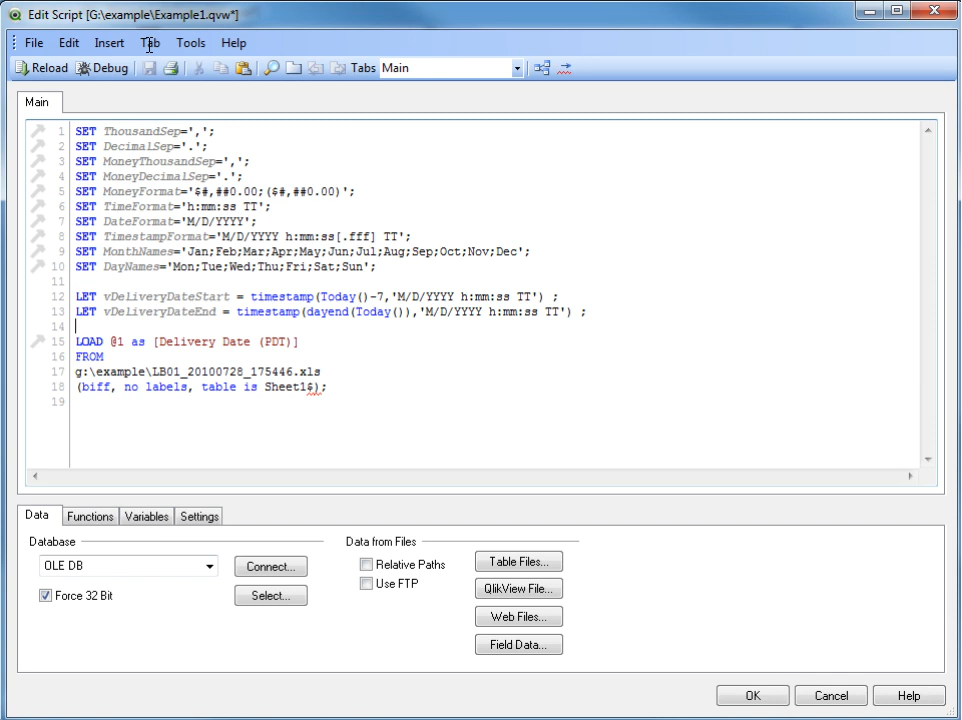 Edit Script [G:\example\Example1.qvw*]
File Edit Insert Tab Tools Help
Reload Debug Tabs Main
Main
1 SET ThousandSep=',';
2 SET DecimalSep='.';
3 SET MoneyThousandSep=',';
4 SET MoneyDecimalSep='.';
5 SET MoneyFormat='$#,##0.00;($#,##0.00)';
6 SET TimeFormat='h:mm:ss TT';
7 SET DateFormat='M/D/YYYY';
8 SET TimestampFormat='M/D/YYYY h:mm:ss[.fff] TT';
9 SET MonthNames='Jan;Feb;Mar;Apr;May;Jun;Jul;Aug;Sep;Oct;Nov;Dec';
10 SET DayNames='Mon;Tue;Wed;Thu;Fri;Sat;Sun';
11
12 LET vDeliveryDateStart = timestamp(Today()-7,'M/D/YYYY h:mm:ss TT') ;
13 LET vDeliveryDateEnd = timestamp(dayend(Today()),'M/D/YYYY h:mm:ss TT') ;
14
15 LOAD @1 as [Delivery Date (PDT)]
16 FROM
17 g:\example\LB01_20100728_175446.xls
18 (biff, no labels, table is Sheet1$);
19
Data Functions Variables Settings
Database Data from Files
OLE DB Connect... Relative Paths Table Files...
Use FTP QlikView File...
Force 32 Bit Select... Web Files...
Field Data...
OK Cancel Help